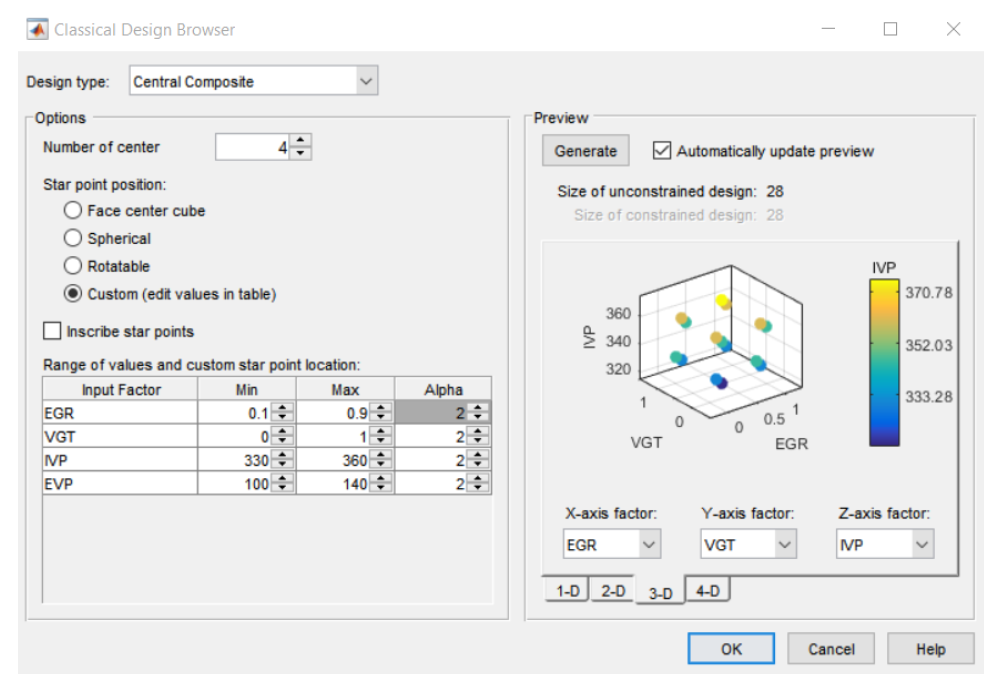 Classical Design Browser
Design type: Central Composite
Options
Number of center 4
Star point position:
Face center cube
Spherical
Rotatable
Custom (edit values in table)
Inscribe star points
Range of values and custom star point location:
Input Factor Min Max Alpha
EGR 0.1 0.9 2
VGT 0 1 2
IVP 330 360 2
EVP 100 140 2
Preview
Generate Automatically update preview
Size of unconstrained design: 28
Size of constrained design: 28
IVP
370.78
352.03
333.28
IVP
360
340
320
1
0
VGT
0
0.5
1
EGR
X-axis factor: Y-axis factor: Z-axis factor:
EGR VGT IVP
1-D 2-D 3-D 4-D
OK Cancel Help